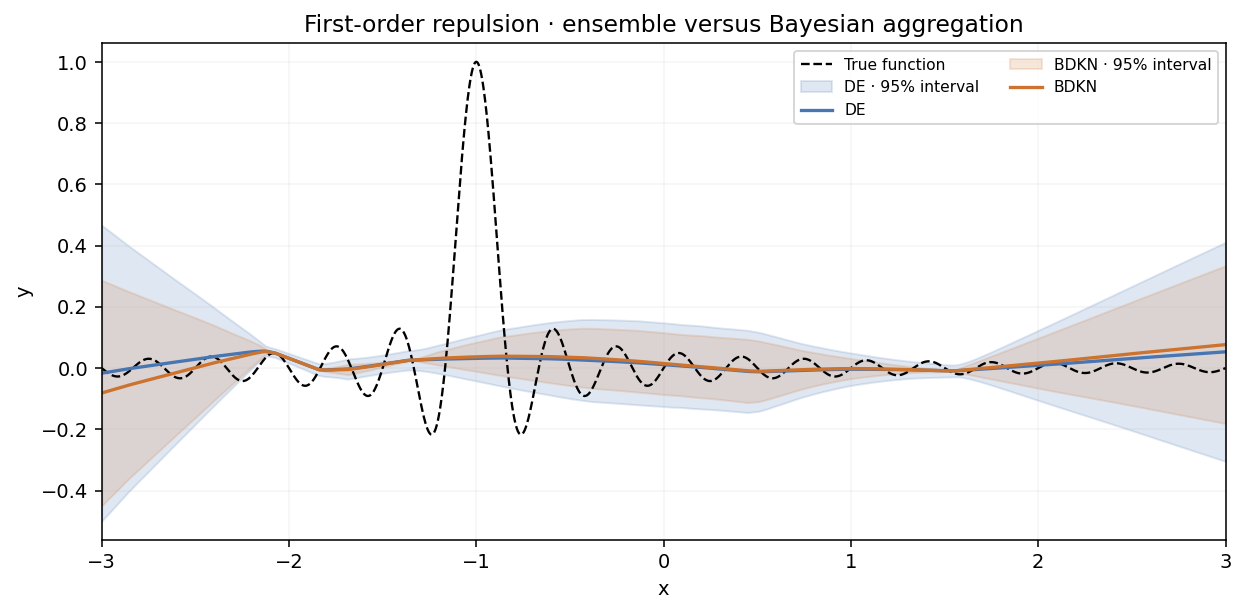 First-order repulsion · ensemble versus Bayesian aggregation
True function
DE · 95% interval
DE
BDKN · 95% interval
BDKN
y
1.0
0.8
0.6
0.4
0.2
0.0
−0.2
−0.4
−3
−2
−1
0
1
2
3
x